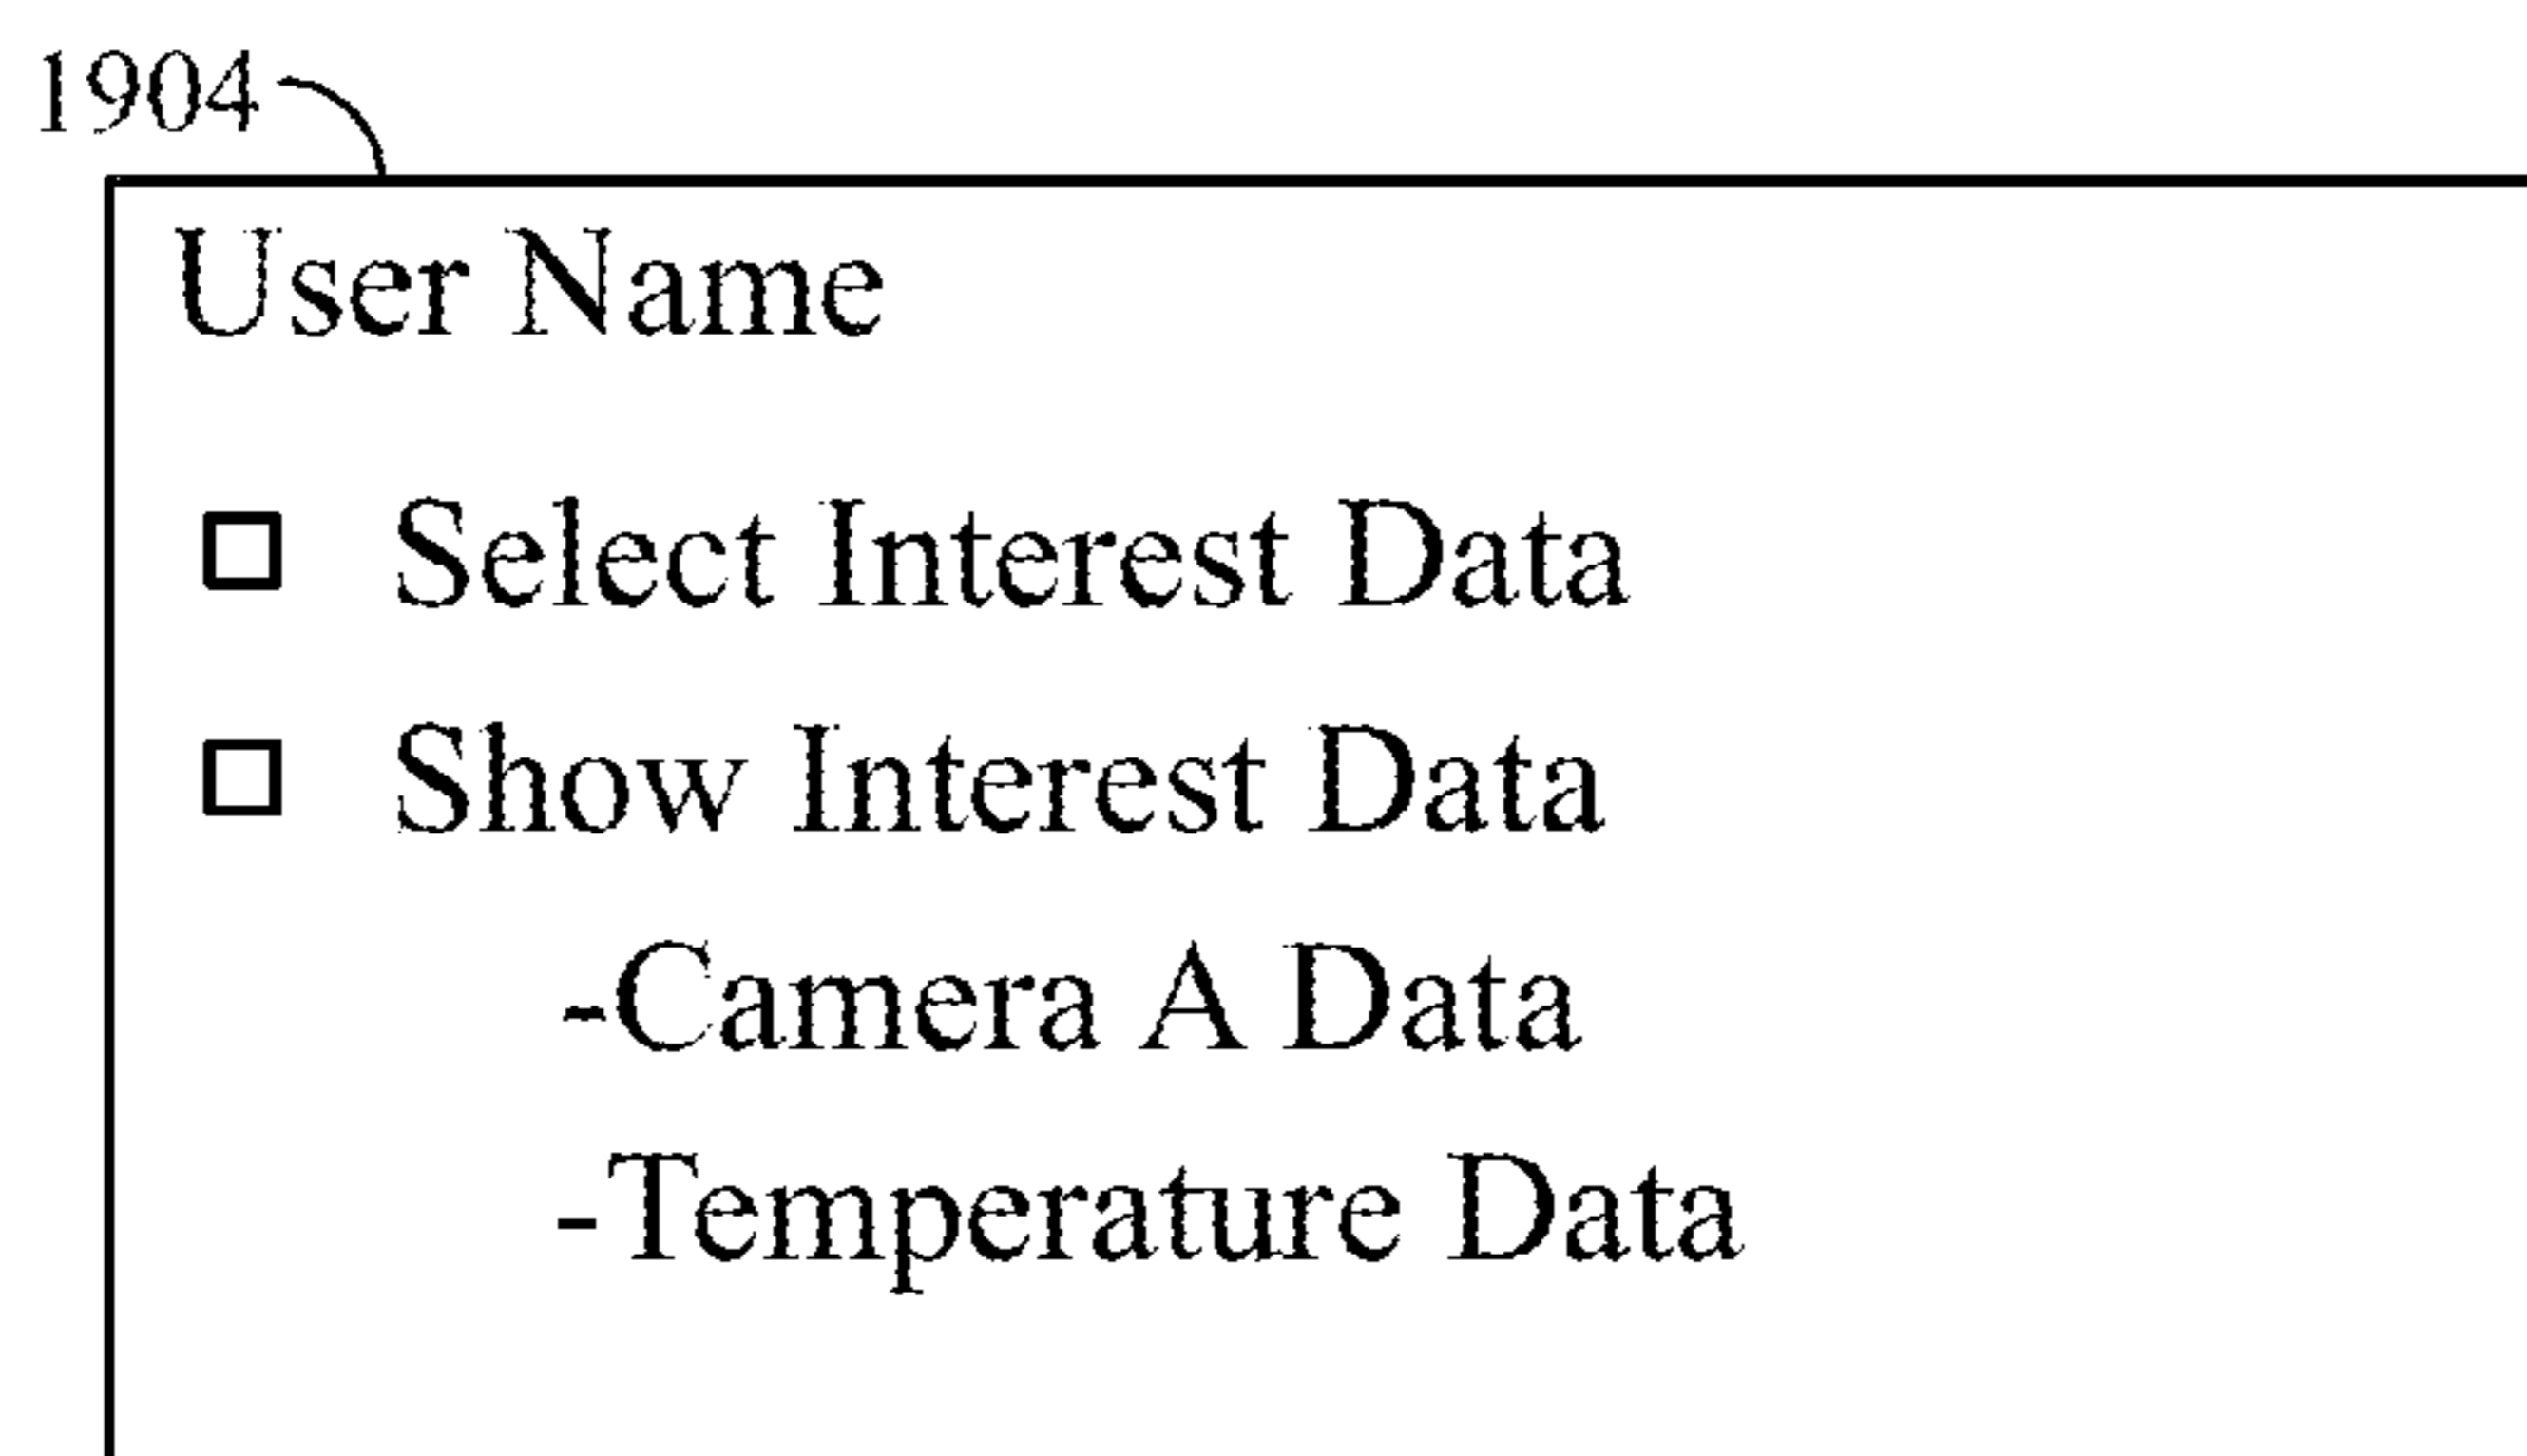 1904
User Name
Select Interest Data
Show Interest Data
-Camera A Data
-Temperature Data